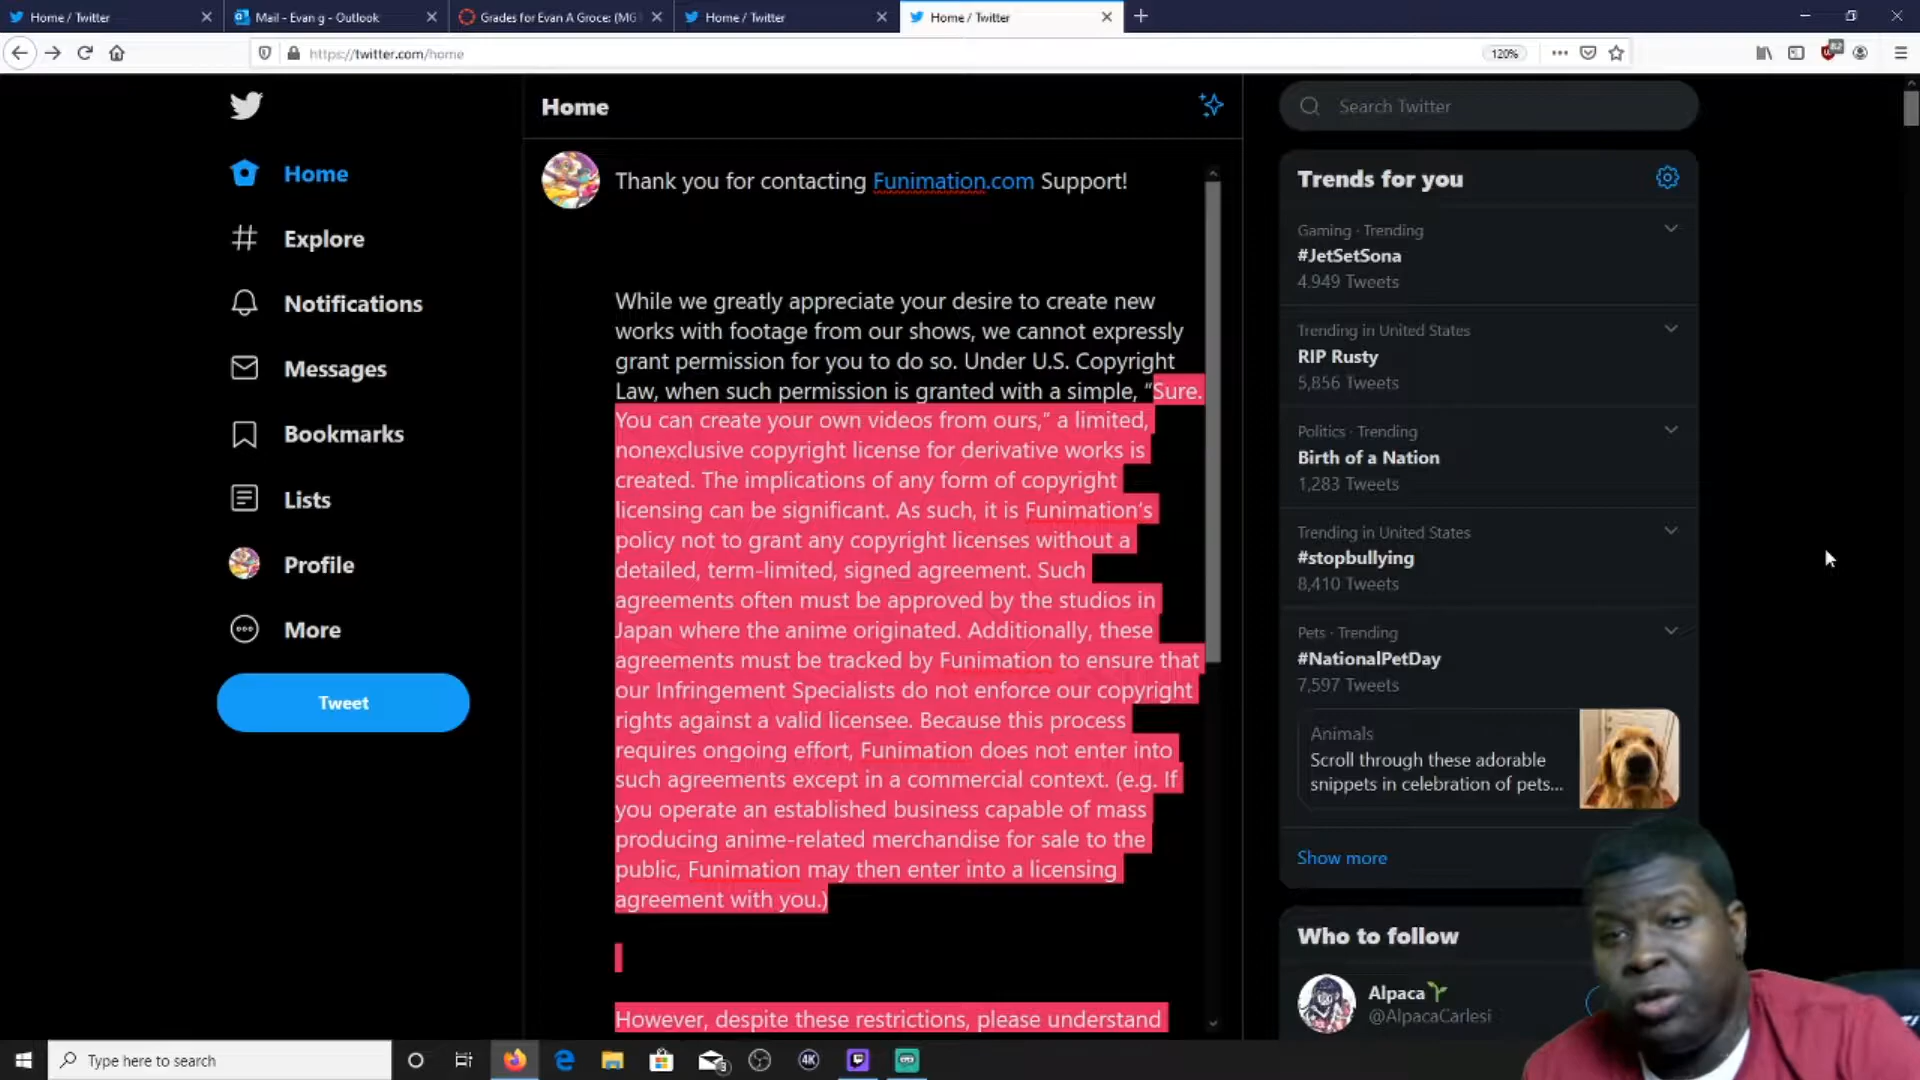 Home / Twitter
Mail - Evan g - Outlook
Grades for Evan A Groce: (MG
Home / Twitter
Home / Twitter
https://twitter.com/home
120%
Home
Search Twitter
Home
Explore
Notifications
Messages
Bookmarks
Lists
Profile
More
Tweet
Thank you for contacting Funimation.com Support!
While we greatly appreciate your desire to create new
works with footage from our shows, we cannot expressly
grant permission for you to do so. Under U.S. Copyright
Law, when such permission is granted with a simple, “Sure.
You can create your own videos from ours,” a limited,
nonexclusive copyright license for derivative works is
created. The implications of any form of copyright
licensing can be significant. As such, it is Funimation’s
policy not to grant any copyright licenses without a
detailed, term-limited, signed agreement. Such
agreements often must be approved by the studios in
Japan where the anime originated. Additionally, these
agreements must be tracked by Funimation to ensure that
our Infringement Specialists do not enforce our copyright
rights against a valid licensee. Because this process
requires ongoing effort, Funimation does not enter into
such agreements except in a commercial context. (e.g. If
you operate an established business capable of mass
producing anime-related merchandise for sale to the
public, Funimation may then enter into a licensing
agreement with you.)
However, despite these restrictions, please understand
Trends for you
Gaming · Trending
#JetSetSona
4,949 Tweets
Trending in United States
RIP Rusty
5,856 Tweets
Politics · Trending
Birth of a Nation
1,283 Tweets
Trending in United States
#stopbullying
8,410 Tweets
Pets · Trending
#NationalPetDay
7,597 Tweets
Animals
Scroll through these adorable
snippets in celebration of pets...
Show more
Who to follow
Alpaca
@AlpacaCarlesi
Type here to search
4K
3